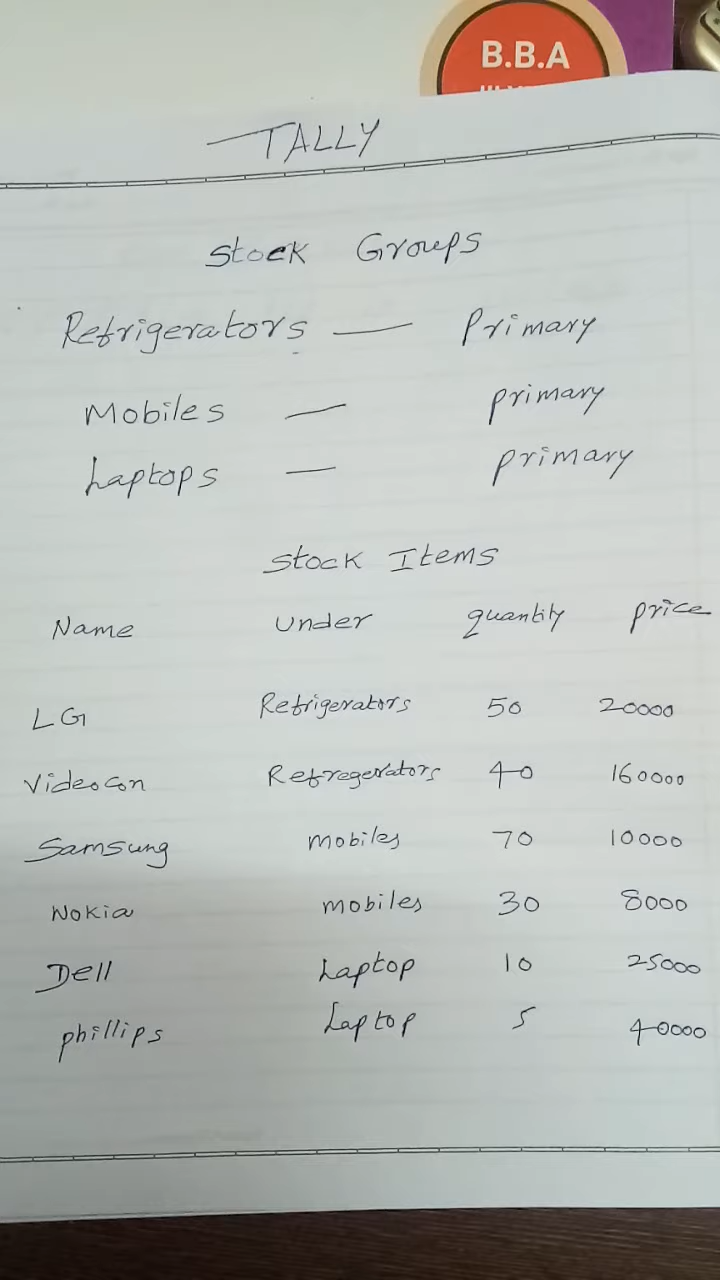 B.B.A
TALLY
Stock Groups
Refrigerators — Primary
Mobiles — primary
Laptops — primary
Stock Items
Name Under quantity price
LG Refrigerators 50 20000
Videocon Refregerators 40 160000
Samsung mobiles 70 10000
Nokia mobiles 30 8000
Dell Laptop 10 25000
phillips Laptop 5 40000